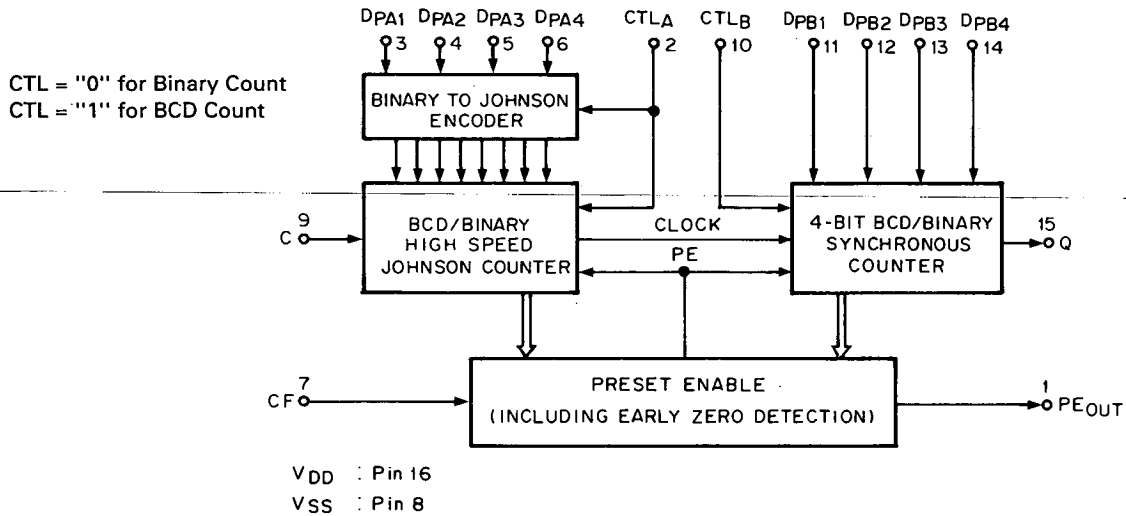 DPA1 DPA2 DPA3 DPA4 CTLA CTLB DPB1 DPB2 DPB3 DPB4
3 4 5 6 2 10 11 12 13 14
CTL = "0" for Binary Count
CTL = "1" for BCD Count
BINARY TO JOHNSON
ENCODER
9
C
BCD/BINARY
HIGH SPEED
JOHNSON COUNTER
CLOCK
PE
4-BIT BCD/BINARY
SYNCHRONOUS
COUNTER
15
Q
7
CF
PRESET ENABLE
(INCLUDING EARLY ZERO DETECTION)
1
PEOUT
VDD : Pin 16
VSS : Pin 8